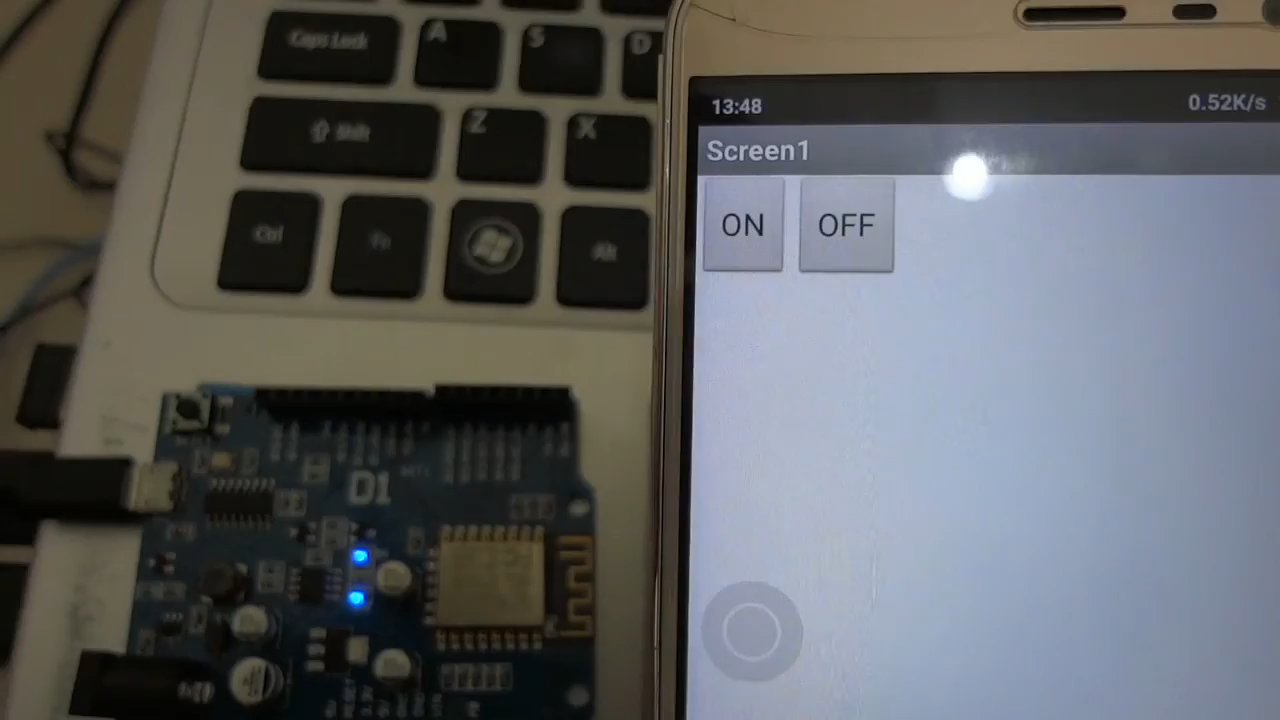 Caps Lock
A
S
D
Shift
Z
X
Ctrl
Fn
Alt
D1
13:48
0.52K/s
Screen1
ON
OFF